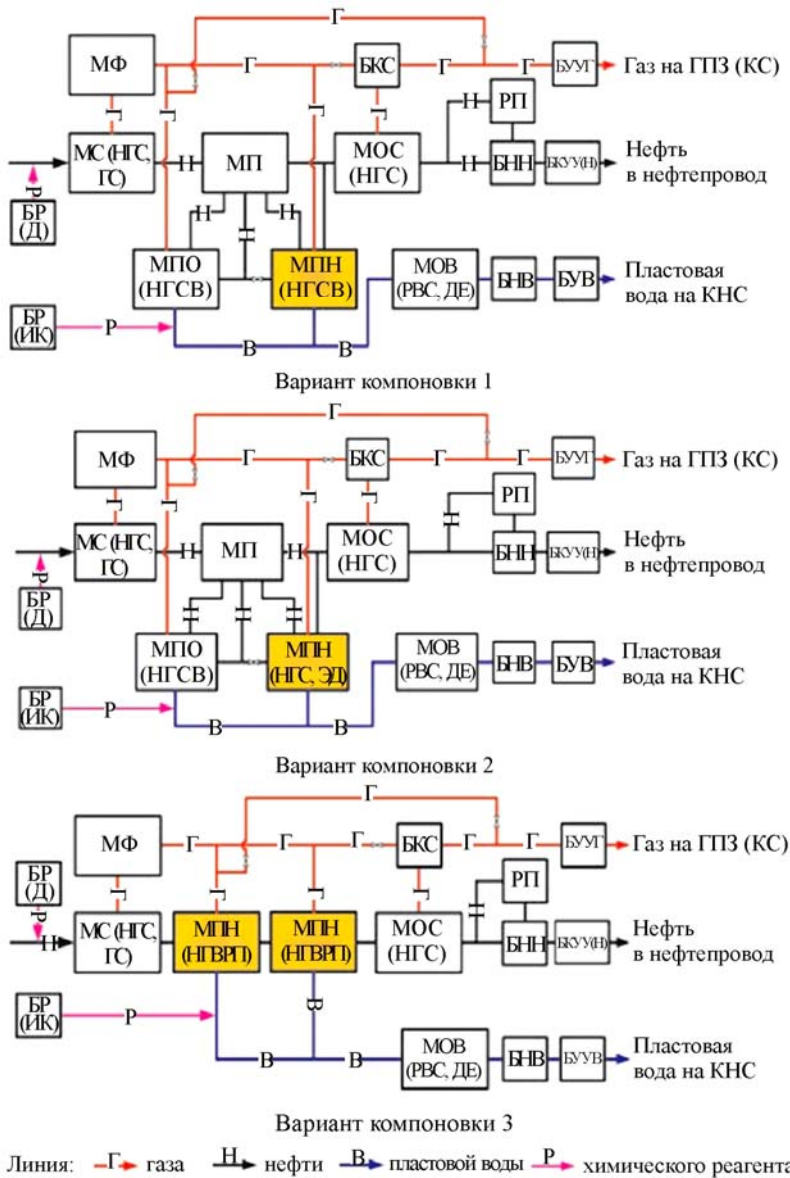 Г
МФ
Г
БКС
Г
Г
БУУГ
Газ на ГПЗ (КС)
Г
Г
Г
Г
Н
РП
МС (НГС,
ГС)
Н
МП
МОС
(НГС)
Н
БНН
БКУУ(Н)
Нефть
в нефтепровод
Р
БР
(Д)
Н
Н
Н
МПО
(НГСВ)
МПН
(НГСВ)
МОВ
(РВС, ДЕ)
БНВ
БУВ
Пластовая
вода на КНС
БР
(ИК)
Р
В
В
Вариант компоновки 1
Г
МФ
Г
БКС
Г
Г
БУУГ
Газ на ГПЗ (КС)
Г
Г
Г
Г
РП
Н
МС (НГС,
ГС)
Н
МП
Н
МОС
(НГС)
БНН
БКУУ(Н)
Нефть
в нефтепровод
Р
БР
(Д)
Н
Н
Н
МПО
(НГСВ)
МПН
(НГС, ЭД)
МОВ
(РВС, ДЕ)
БНВ
БУВ
Пластовая
вода на КНС
БР
(ИК)
Р
В
В
Вариант компоновки 2
Г
МФ
Г
Г
Г
БКС
Г
Г
БУУГ
Газ на ГПЗ (КС)
БР
(Д)
Р
Г
Г
Г
Г
Н
РП
Н
МС (НГС,
ГС)
МПН
(НГВРП)
МПН
(НГВРП)
МОС
(НГС)
БНН
БКУУ(Н)
Нефть
в нефтепровод
БР
(ИК)
Р
В
В
В
МОВ
(РВС, ДЕ)
БНВ
БУУВ
Пластовая
вода на КНС
Вариант компоновки 3
Линия: Г газа Н нефти В пластовой воды Р химического реагента